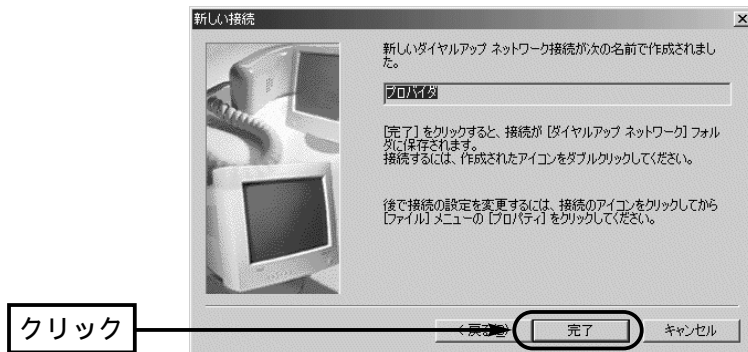 新しい接続
新しいダイヤルアップ ネットワーク接続が次の名前で作成されまし
た。
プロバイダ
[完了] をクリックすると、接続が [ダイヤルアップ ネットワーク] フォル
ダに保存されます。
接続するには、作成されたアイコンをダブルクリックしてください。
後で接続の設定を変更するには、接続のアイコンをクリックしてから
[ファイル] メニューの [プロパティ] をクリックしてください。
クリック
< 戻る(B)
完了
キャンセル